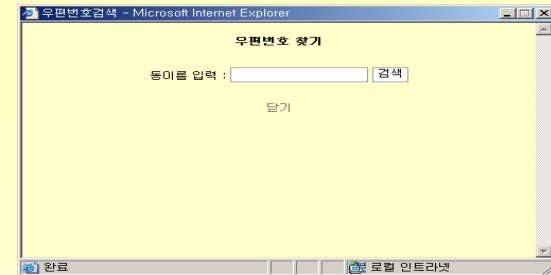 우편번호검색 - Microsoft Internet Explorer
우편번호 찾기
동이름 입력 : 검색
닫기
완료 로컬 인트라넷